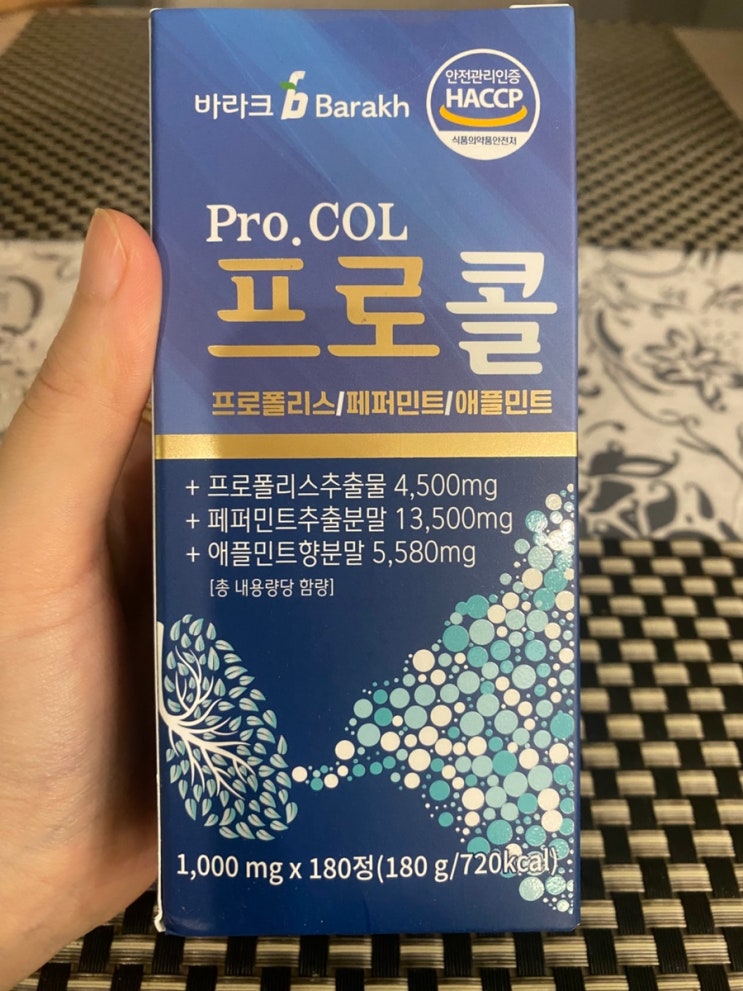 바라크 Barakh
안전관리인증
HACCP
식품의약품안전처
Pro.COL
프로콜
프로폴리스/페퍼민트/애플민트
+ 프로폴리스추출물 4,500mg
+ 페퍼민트추출분말 13,500mg
+ 애플민트향분말 5,580mg
[총 내용량당 함량]
1,000 mg x 180정(180 g/720kcal)